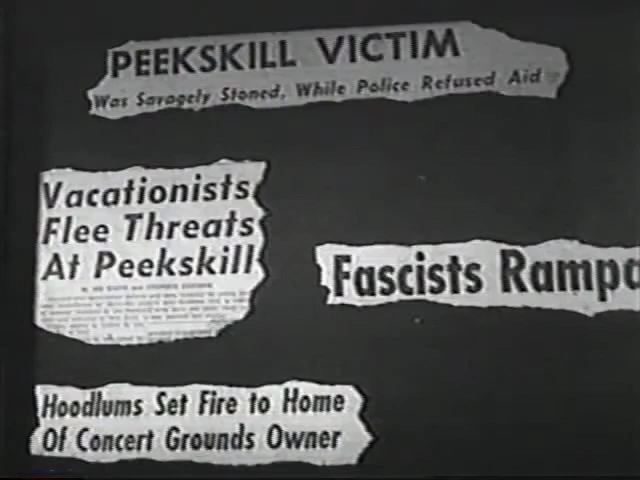 PEEKSKILL VICTIM
Was Savagely Stoned, While Police Refused Aid
Vacationists
Flee Threats
At Peekskill
Fascists Rampa
Hoodlums Set Fire to Home
Of Concert Grounds Owner